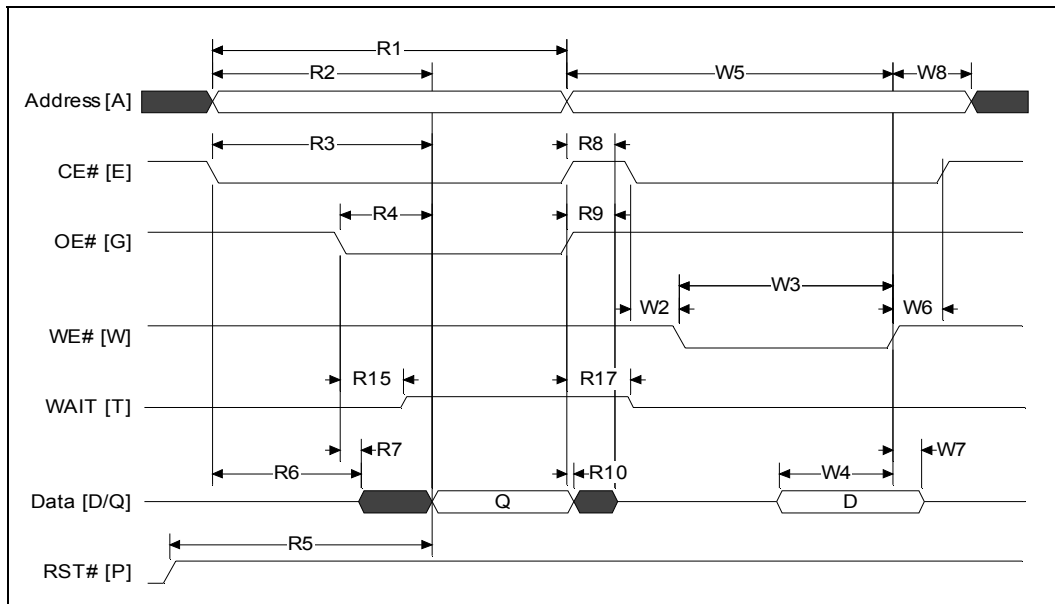 R1
R2
W5
W8
Address [A]
R3
R8
CE# [E]
R4
R9
OE# [G]
W3
W2
W6
WE# [W]
R15
R17
WAIT [T]
R7
W7
R6
R10
W4
Data [D/Q]
Q
D
R5
RST# [P]